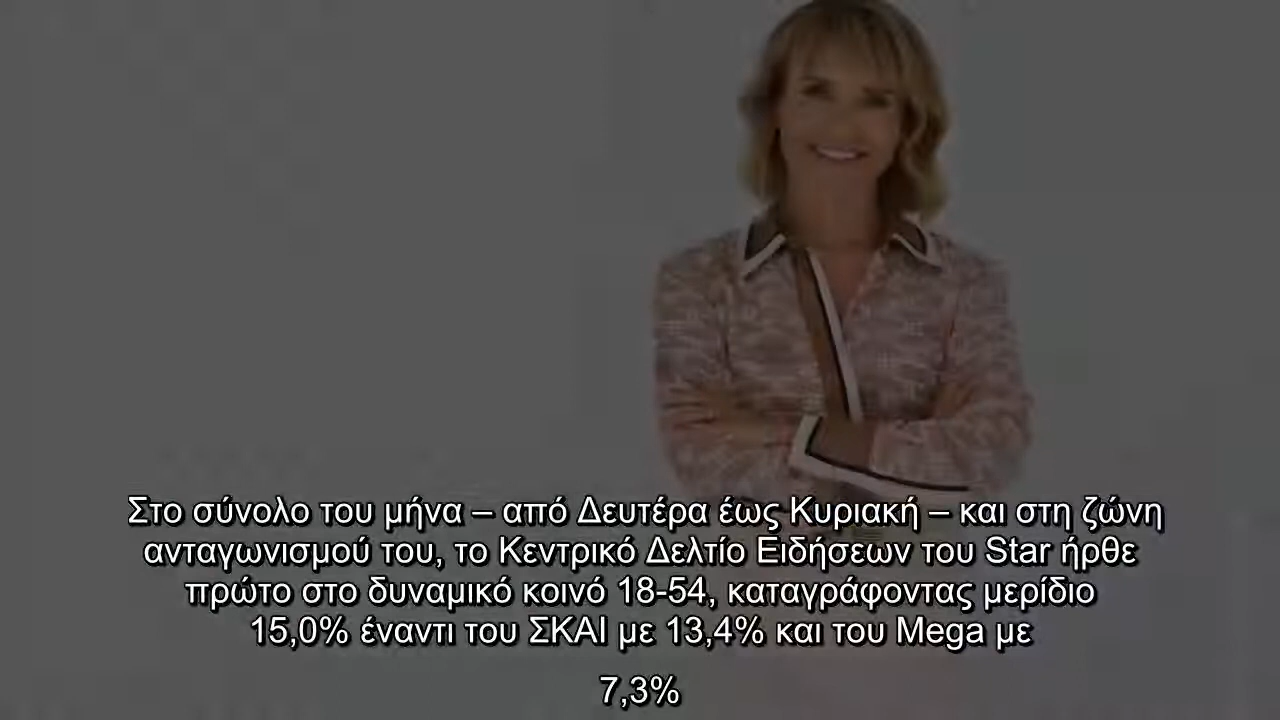 Στο σύνολο του μήνα – από Δευτέρα έως Κυριακή – και στη ζώνη
ανταγωνισμού του, το Κεντρικό Δελτίο Ειδήσεων του Star ήρθε
πρώτο στο δυναμικό κοινό 18-54, καταγράφοντας μερίδιο
15,0% έναντι του ΣΚΑΙ με 13,4% και του Mega με
7,3%